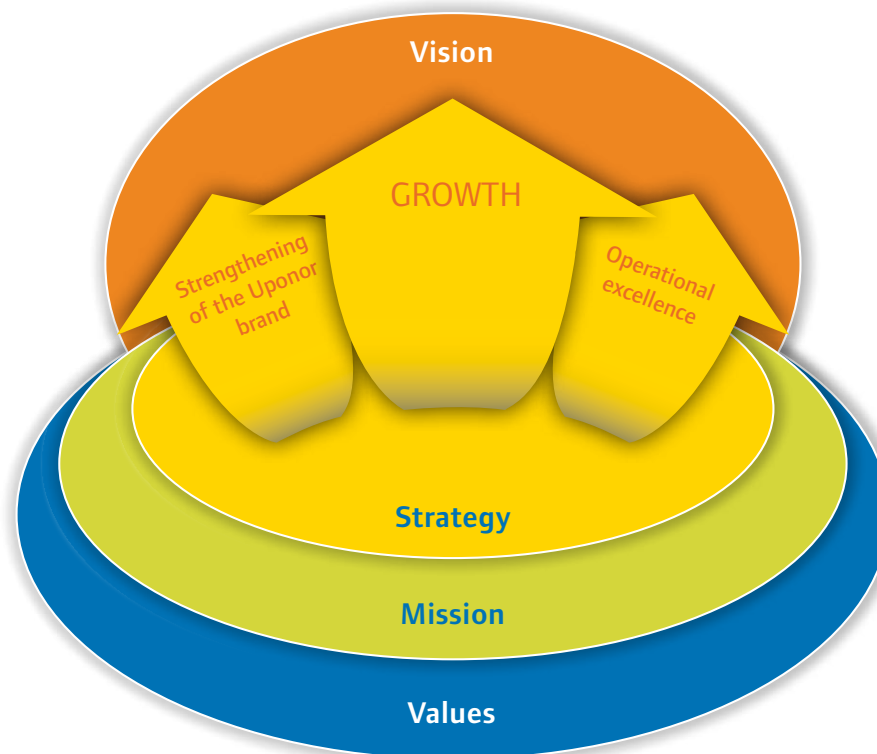 Vision
GROWTH
Strengthening
of the Uponor
brand
Operational
excellence
Strategy
Mission
Values